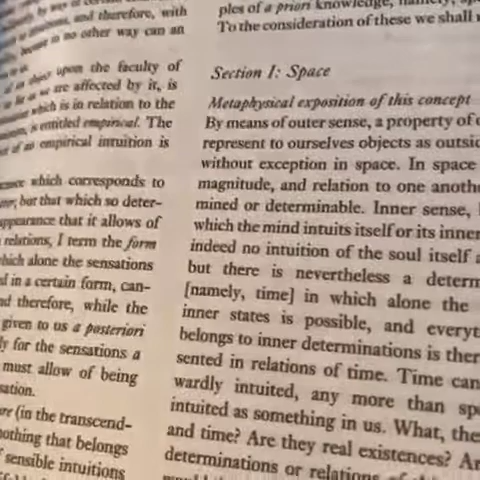 by way of certain
and therefore, with
in no other way can an
upon the faculty of
are affected by it, is
which is in relation to the
is entitled empirical. The
of an empirical intuition is
which corresponds to
but that which so deter-
appearance that it allows of
relations, I term the form
which alone the sensations
in a certain form, can-
therefore, while the
given to us a posteriori
for the sensations a
must allow of being
(in the transcend-
nothing that belongs
sensible intuitions
ples of a priori knowledge, namely,
To the consideration of these we shall
Section I: Space
Metaphysical exposition of this concept
By means of outer sense, a property of
represent to ourselves objects as outsi
without exception in space. In space
magnitude, and relation to one anothe
mined or determinable. Inner sense,
which the mind intuits itself or its inner
indeed no intuition of the soul itself
but there is nevertheless a determ
[namely, time] in which alone the
inner states is possible, and everyt
belongs to inner determinations is ther
sented in relations of time. Time can
wardly intuited, any more than sp
intuited as something in us. What, the
and time? Are they real existences? Ar
determinations or relations of